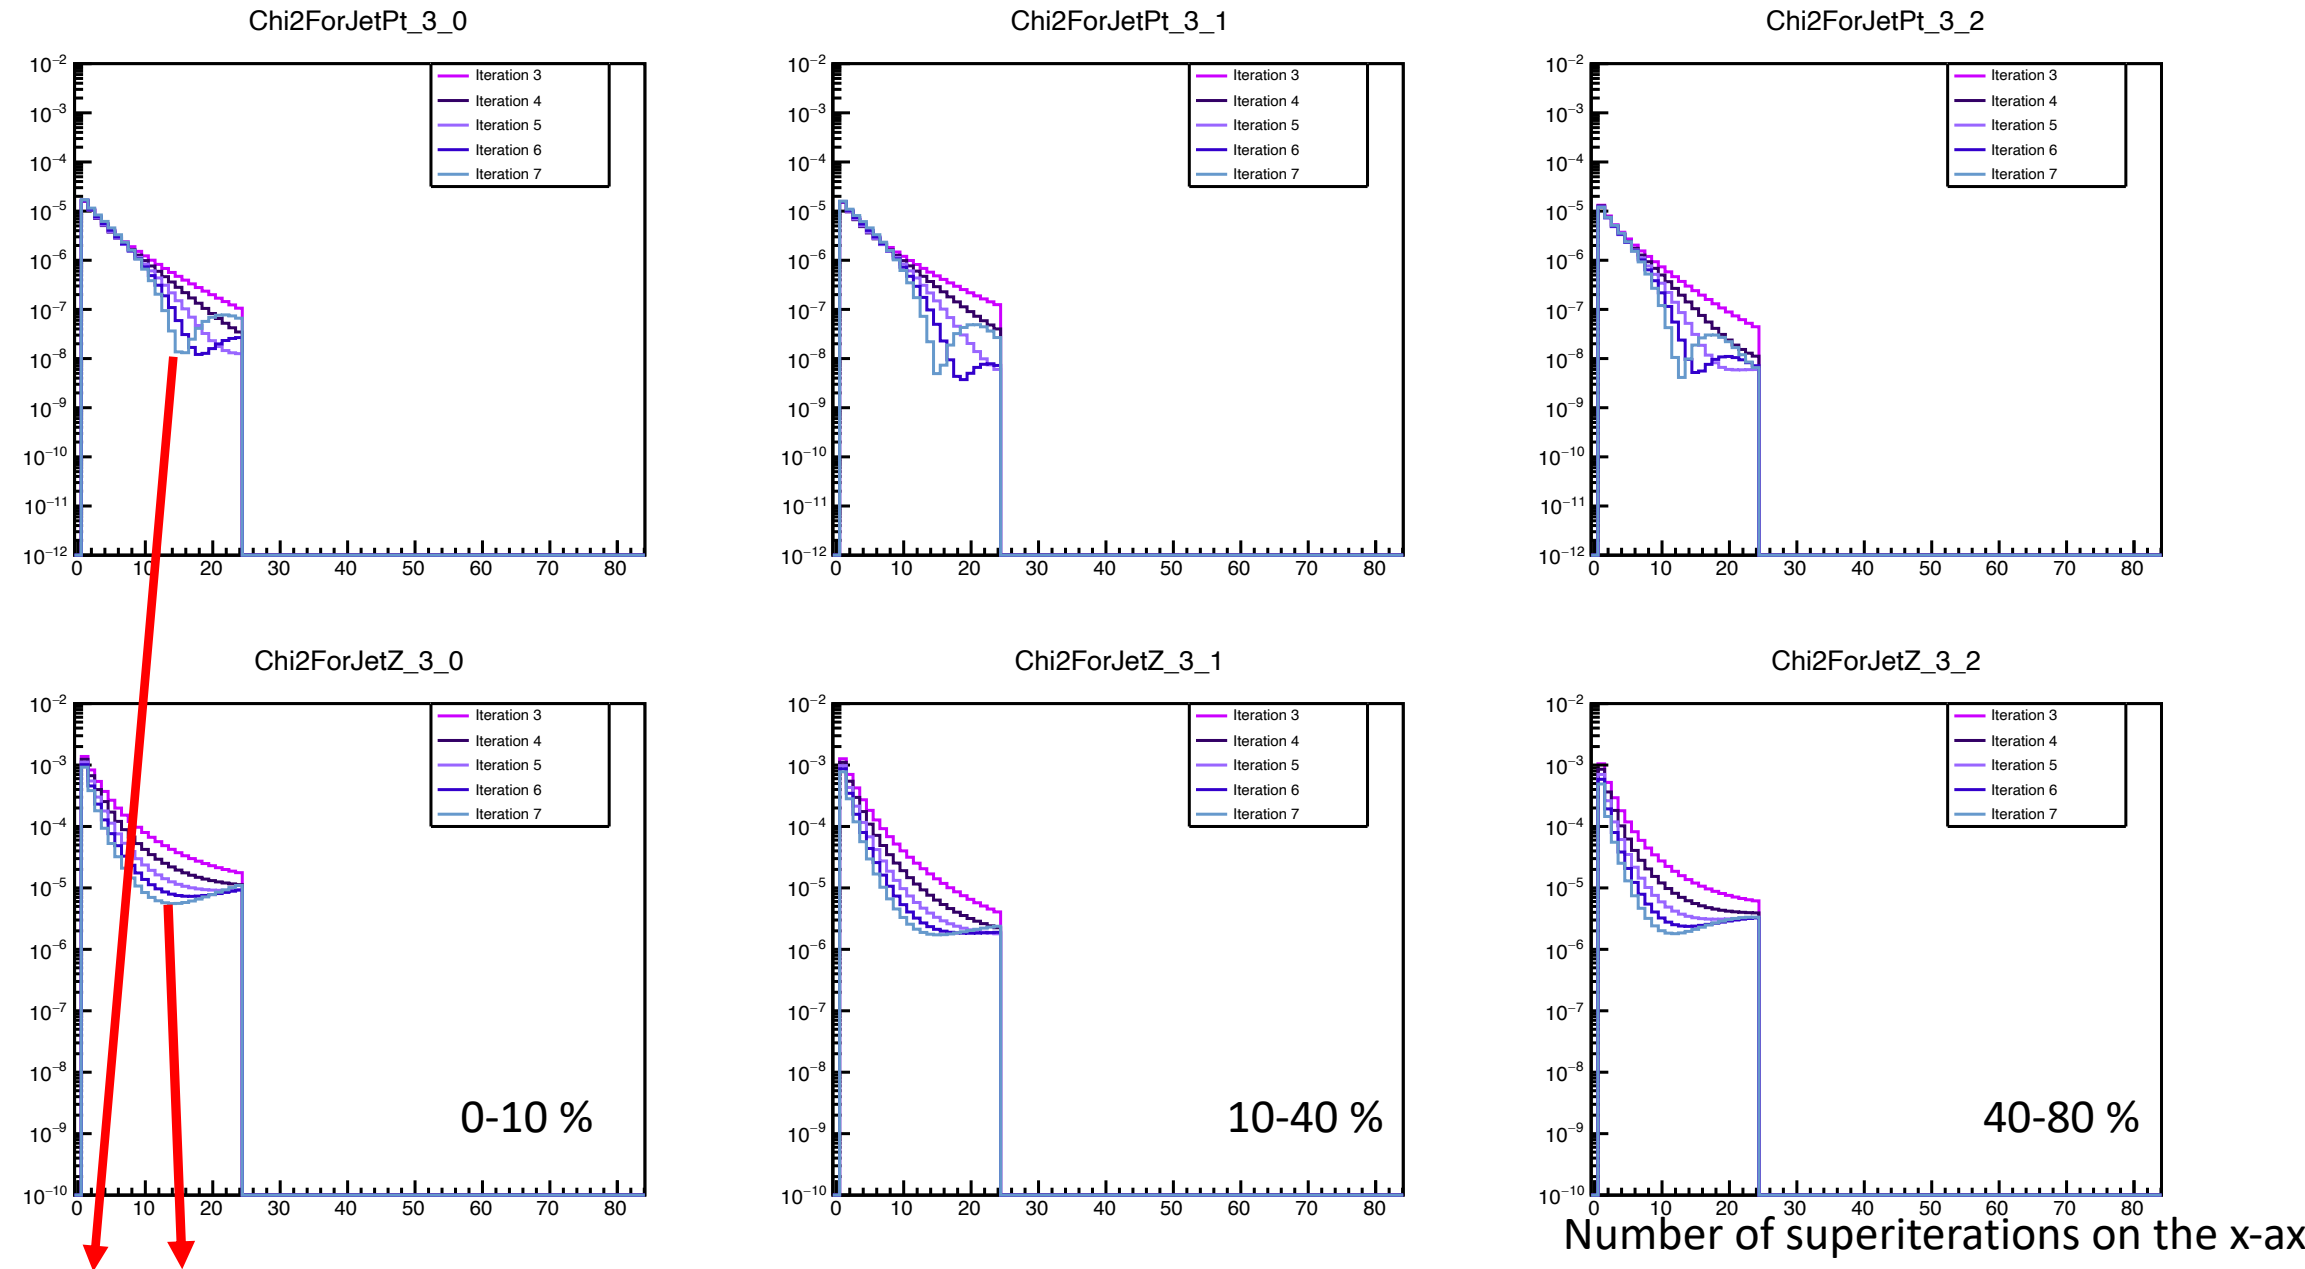 Chi2ForJetPt_3_0
10⁻²
10⁻³
10⁻⁴
10⁻⁵
10⁻⁶
10⁻⁷
10⁻⁸
10⁻⁹
10⁻¹⁰
10⁻¹¹
10⁻¹²
0 10 20 30 40 50 60 70 80
Iteration 3
Iteration 4
Iteration 5
Iteration 6
Iteration 7
Chi2ForJetPt_3_1
10⁻²
10⁻³
10⁻⁴
10⁻⁵
10⁻⁶
10⁻⁷
10⁻⁸
10⁻⁹
10⁻¹⁰
10⁻¹¹
10⁻¹²
0 10 20 30 40 50 60 70 80
Iteration 3
Iteration 4
Iteration 5
Iteration 6
Iteration 7
Chi2ForJetPt_3_2
10⁻²
10⁻³
10⁻⁴
10⁻⁵
10⁻⁶
10⁻⁷
10⁻⁸
10⁻⁹
10⁻¹⁰
10⁻¹¹
10⁻¹²
0 10 20 30 40 50 60 70 80
Iteration 3
Iteration 4
Iteration 5
Iteration 6
Iteration 7
Chi2ForJetZ_3_0
10⁻²
10⁻³
10⁻⁴
10⁻⁵
10⁻⁶
10⁻⁷
10⁻⁸
10⁻⁹
10⁻¹⁰
0 10 20 30 40 50 60 70 80
Iteration 3
Iteration 4
Iteration 5
Iteration 6
Iteration 7
0-10 %
Chi2ForJetZ_3_1
10⁻²
10⁻³
10⁻⁴
10⁻⁵
10⁻⁶
10⁻⁷
10⁻⁸
10⁻⁹
10⁻¹⁰
0 10 20 30 40 50 60 70 80
Iteration 3
Iteration 4
Iteration 5
Iteration 6
Iteration 7
10-40 %
Chi2ForJetZ_3_2
10⁻²
10⁻³
10⁻⁴
10⁻⁵
10⁻⁶
10⁻⁷
10⁻⁸
10⁻⁹
10⁻¹⁰
0 10 20 30 40 50 60 70 80
Iteration 3
Iteration 4
Iteration 5
Iteration 6
Iteration 7
40-80 %
Number of superiterations on the x-ax